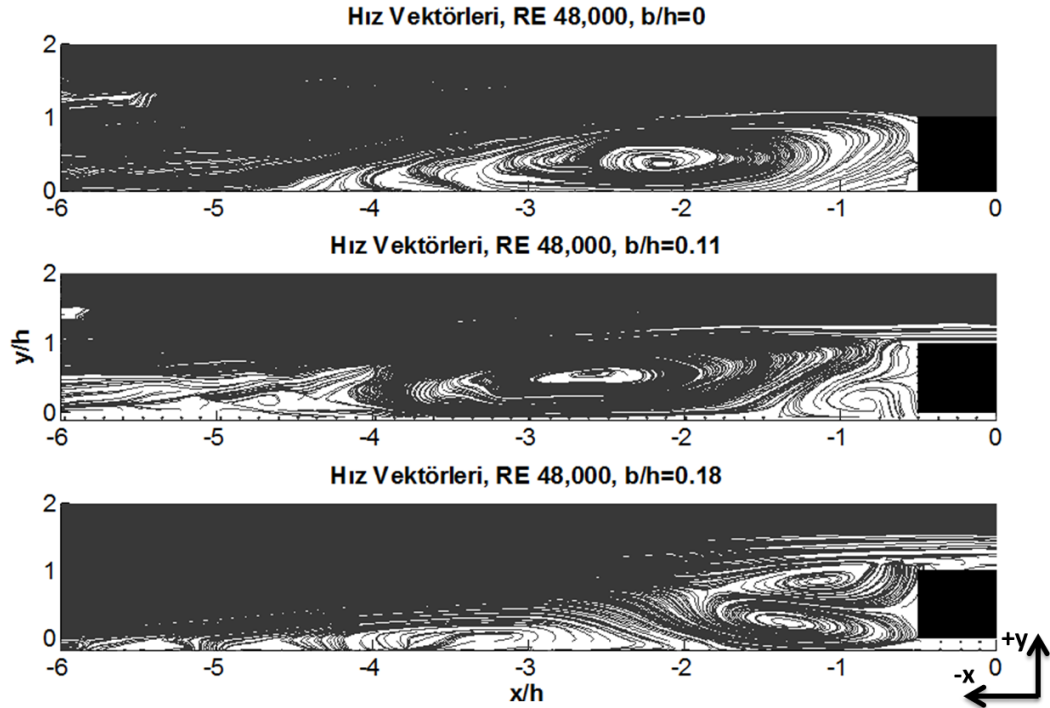 Hız Vektörleri, RE 48,000, b/h=0
2
1
0
-6 -5 -4 -3 -2 -1 0
Hız Vektörleri, RE 48,000, b/h=0.11
2
y/h
1
0
-6 -5 -4 -3 -2 -1 0
Hız Vektörleri, RE 48,000, b/h=0.18
2
1
0
+y
-x
-6 -5 -4 -3 -2 -1 0
x/h